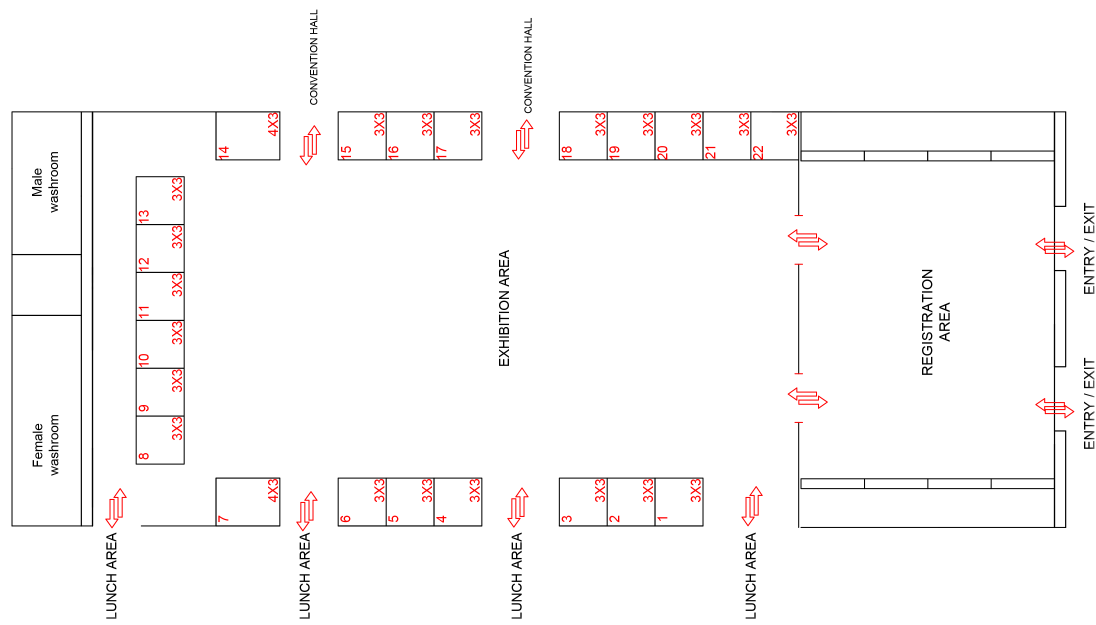 Male
washroom
Female
washroom
14
4X3
CONVENTION HALL
15
3X3
16
3X3
17
3X3
CONVENTION HALL
18
3X3
19
3X3
20
3X3
21
3X3
22
3X3
13
3X3
12
3X3
11
3X3
10
3X3
9
3X3
8
3X3
EXHIBITION AREA
REGISTRATION
AREA
ENTRY / EXIT
ENTRY / EXIT
7
4X3
6
3X3
5
3X3
4
3X3
3
3X3
2
3X3
1
3X3
LUNCH AREA
LUNCH AREA
LUNCH AREA
LUNCH AREA